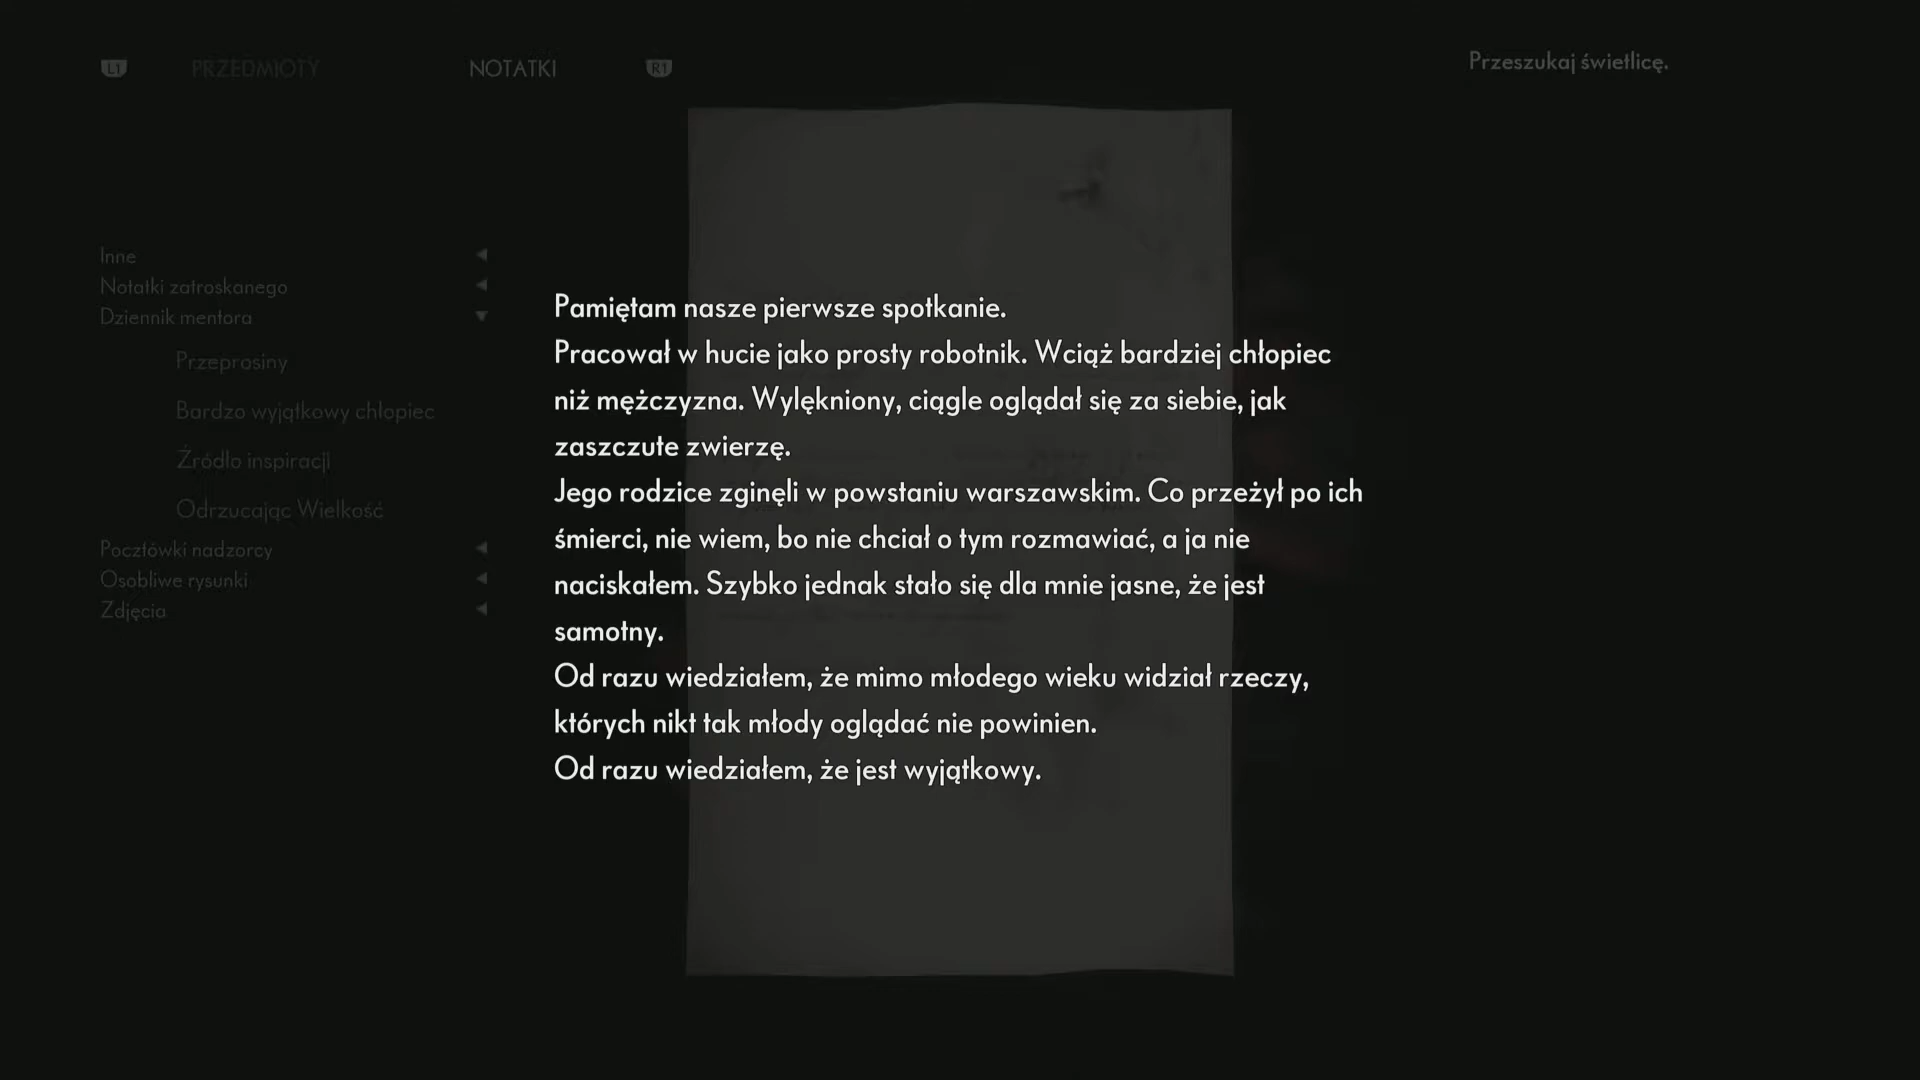 L1 PRZEDMIOTY NOTATKI R1
Przeszukaj świetlicę.
Inne
Notatki zatroskanego
Dziennik mentora
Przeprosiny
Bardzo wyjątkowy chłopiec
Źródło inspiracji
Odrzucając Wielkość
Pocztówki nadzorcy
Osobliwe rysunki
Zdjęcia
Pamiętam nasze pierwsze spotkanie.
Pracował w hucie jako prosty robotnik. Wciąż bardziej chłopiec
niż mężczyzna. Wylękniony, ciągle oglądał się za siebie, jak
zaszczute zwierzę.
Jego rodzice zginęli w powstaniu warszawskim. Co przeżył po ich
śmierci, nie wiem, bo nie chciał o tym rozmawiać, a ja nie
naciskałem. Szybko jednak stało się dla mnie jasne, że jest
samotny.
Od razu wiedziałem, że mimo młodego wieku widział rzeczy,
których nikt tak młody oglądać nie powinien.
Od razu wiedziałem, że jest wyjątkowy.